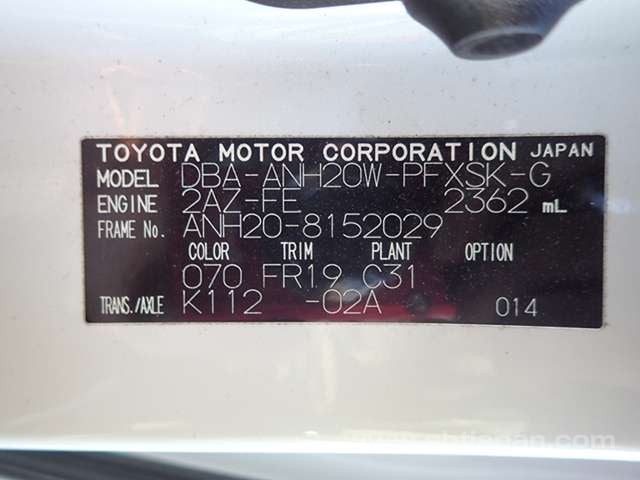 TOYOTA MOTOR CORPORATION JAPAN
MODEL DBA-ANH20W-PFXSK-G
ENGINE 2AZ-FE 2362 mL
FRAME No. ANH20-8152029
COLOR TRIM PLANT OPTION
070 FR19 C31
TRANS./AXLE K112 -02A 014